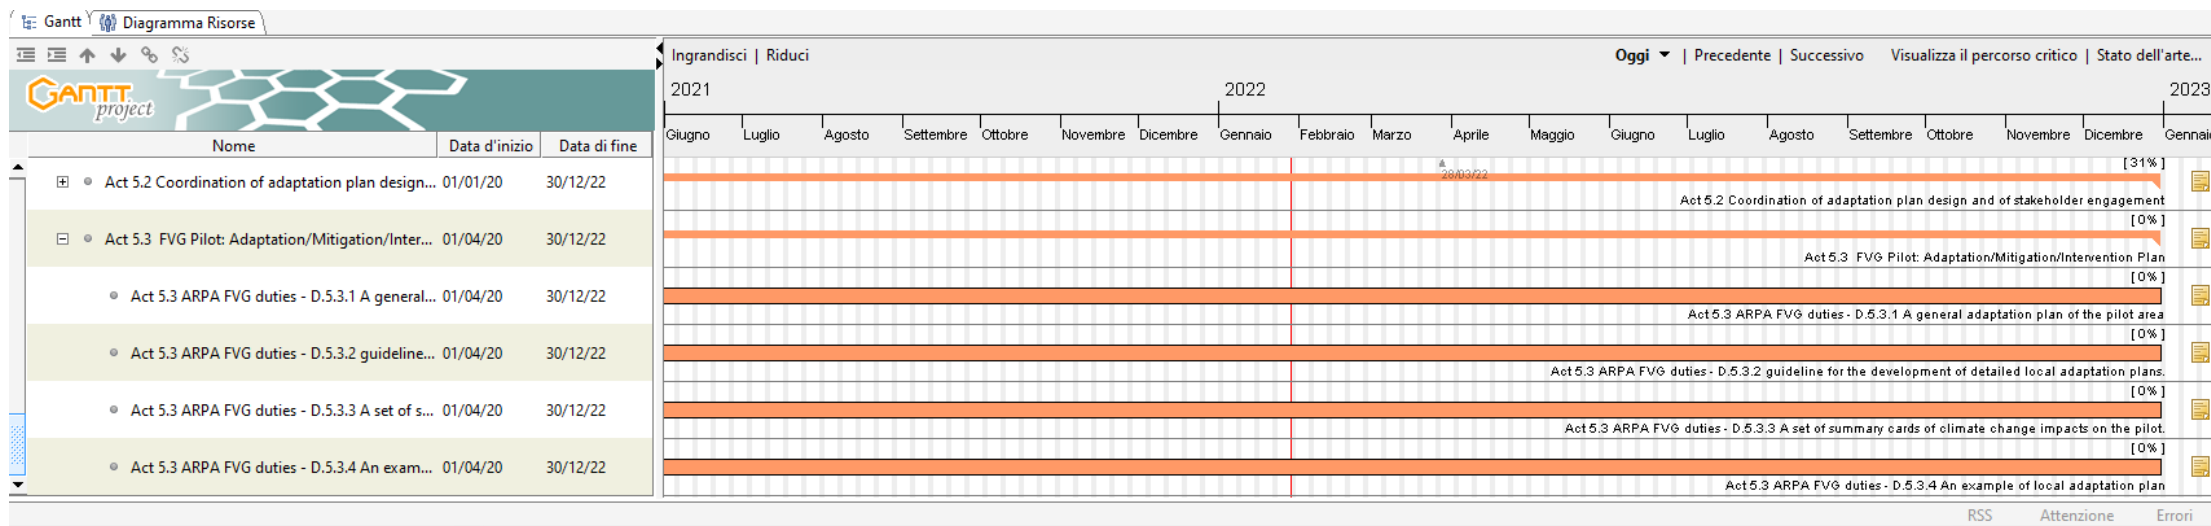 Gantt
Diagramma Risorse
Ingrandisci | Riduci
Oggi ▼ | Precedente | Successivo Visualizza il percorso critico | Stato dell'arte...
GANTT
project
2021
2022
2023
Giugno Luglio Agosto Settembre Ottobre Novembre Dicembre Gennaio Febbraio Marzo Aprile Maggio Giugno Luglio Agosto Settembre Ottobre Novembre Dicembre Gennai
Nome Data d'inizio Data di fine
Act 5.2 Coordination of adaptation plan design... 01/01/20 30/12/22
[31%]
28/03/22
Act 5.2 Coordination of adaptation plan design and of stakeholder engagement
Act 5.3 FVG Pilot: Adaptation/Mitigation/Inter... 01/04/20 30/12/22
[0%]
Act 5.3 FVG Pilot: Adaptation/Mitigation/Intervention Plan
Act 5.3 ARPA FVG duties - D.5.3.1 A general... 01/04/20 30/12/22
[0%]
Act 5.3 ARPA FVG duties - D.5.3.1 A general adaptation plan of the pilot area
Act 5.3 ARPA FVG duties - D.5.3.2 guideline... 01/04/20 30/12/22
[0%]
Act 5.3 ARPA FVG duties - D.5.3.2 guideline for the development of detailed local adaptation plans.
Act 5.3 ARPA FVG duties - D.5.3.3 A set of s... 01/04/20 30/12/22
[0%]
Act 5.3 ARPA FVG duties - D.5.3.3 A set of summary cards of climate change impacts on the pilot.
Act 5.3 ARPA FVG duties - D.5.3.4 An exam... 01/04/20 30/12/22
[0%]
Act 5.3 ARPA FVG duties - D.5.3.4 An example of local adaptation plan
RSS Attenzione Errori